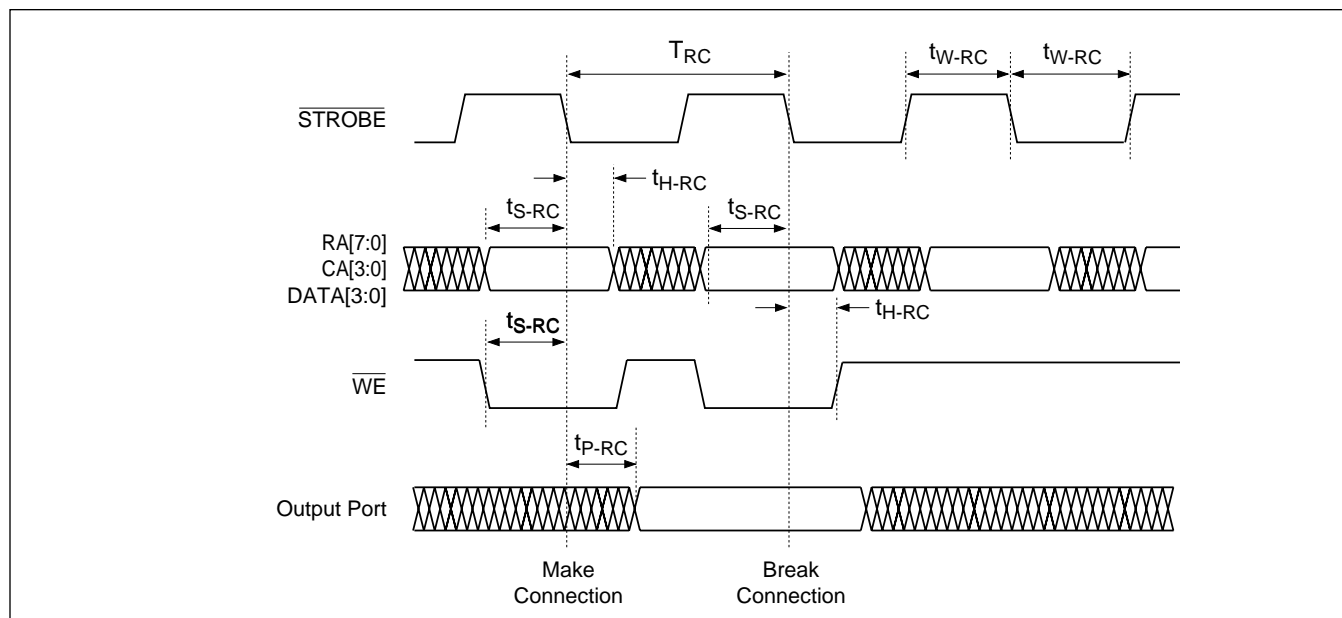 T_RC
t_W-RC
t_W-RC
STROBE
t_H-RC
t_S-RC
t_S-RC
RA[7:0]
CA[3:0]
DATA[3:0]
t_H-RC
t_S-RC
WE
t_P-RC
Output Port
Make
Connection
Break
Connection